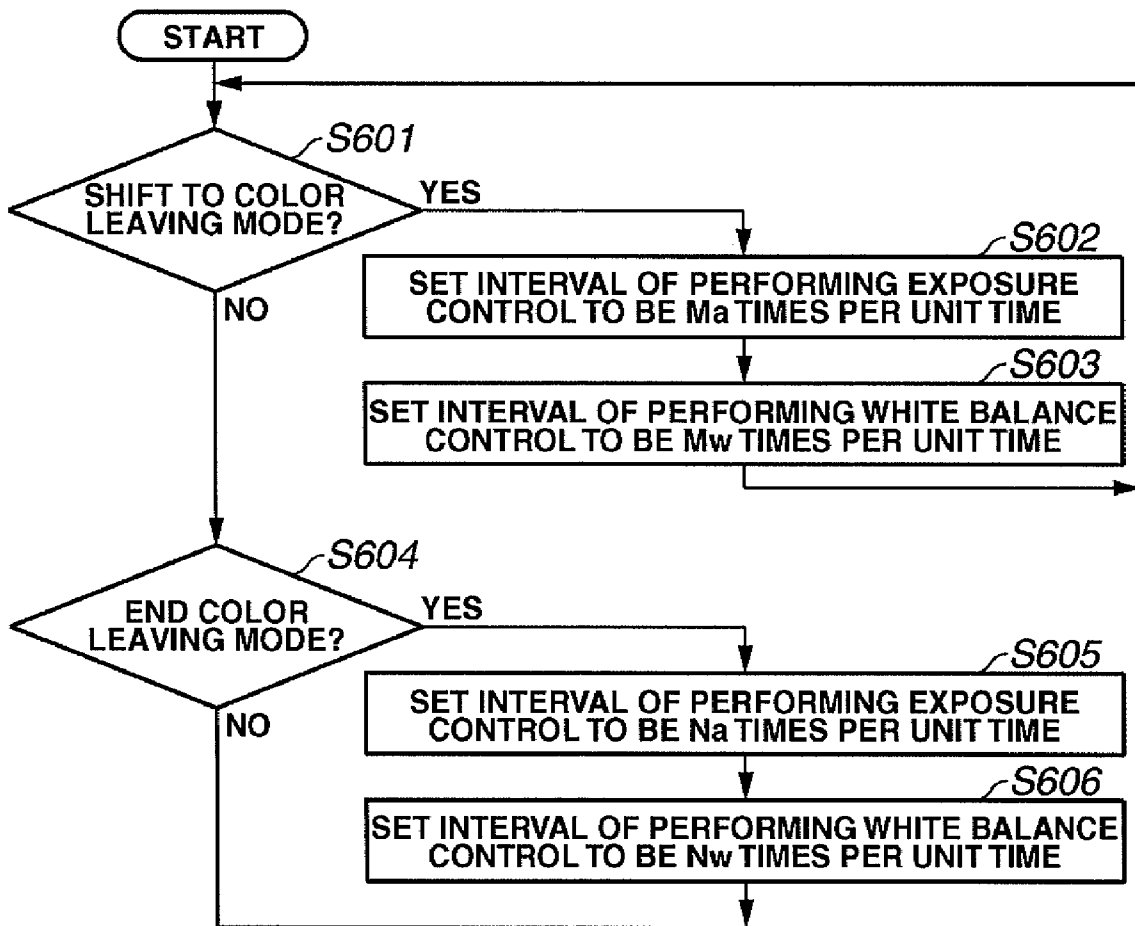 START
S601
SHIFT TO COLOR
LEAVING MODE?
YES
NO
S602
SET INTERVAL OF PERFORMING EXPOSURE
CONTROL TO BE Ma TIMES PER UNIT TIME
S603
SET INTERVAL OF PERFORMING WHITE BALANCE
CONTROL TO BE Mw TIMES PER UNIT TIME
S604
END COLOR
LEAVING MODE?
YES
NO
S605
SET INTERVAL OF PERFORMING EXPOSURE
CONTROL TO BE Na TIMES PER UNIT TIME
S606
SET INTERVAL OF PERFORMING WHITE BALANCE
CONTROL TO BE Nw TIMES PER UNIT TIME